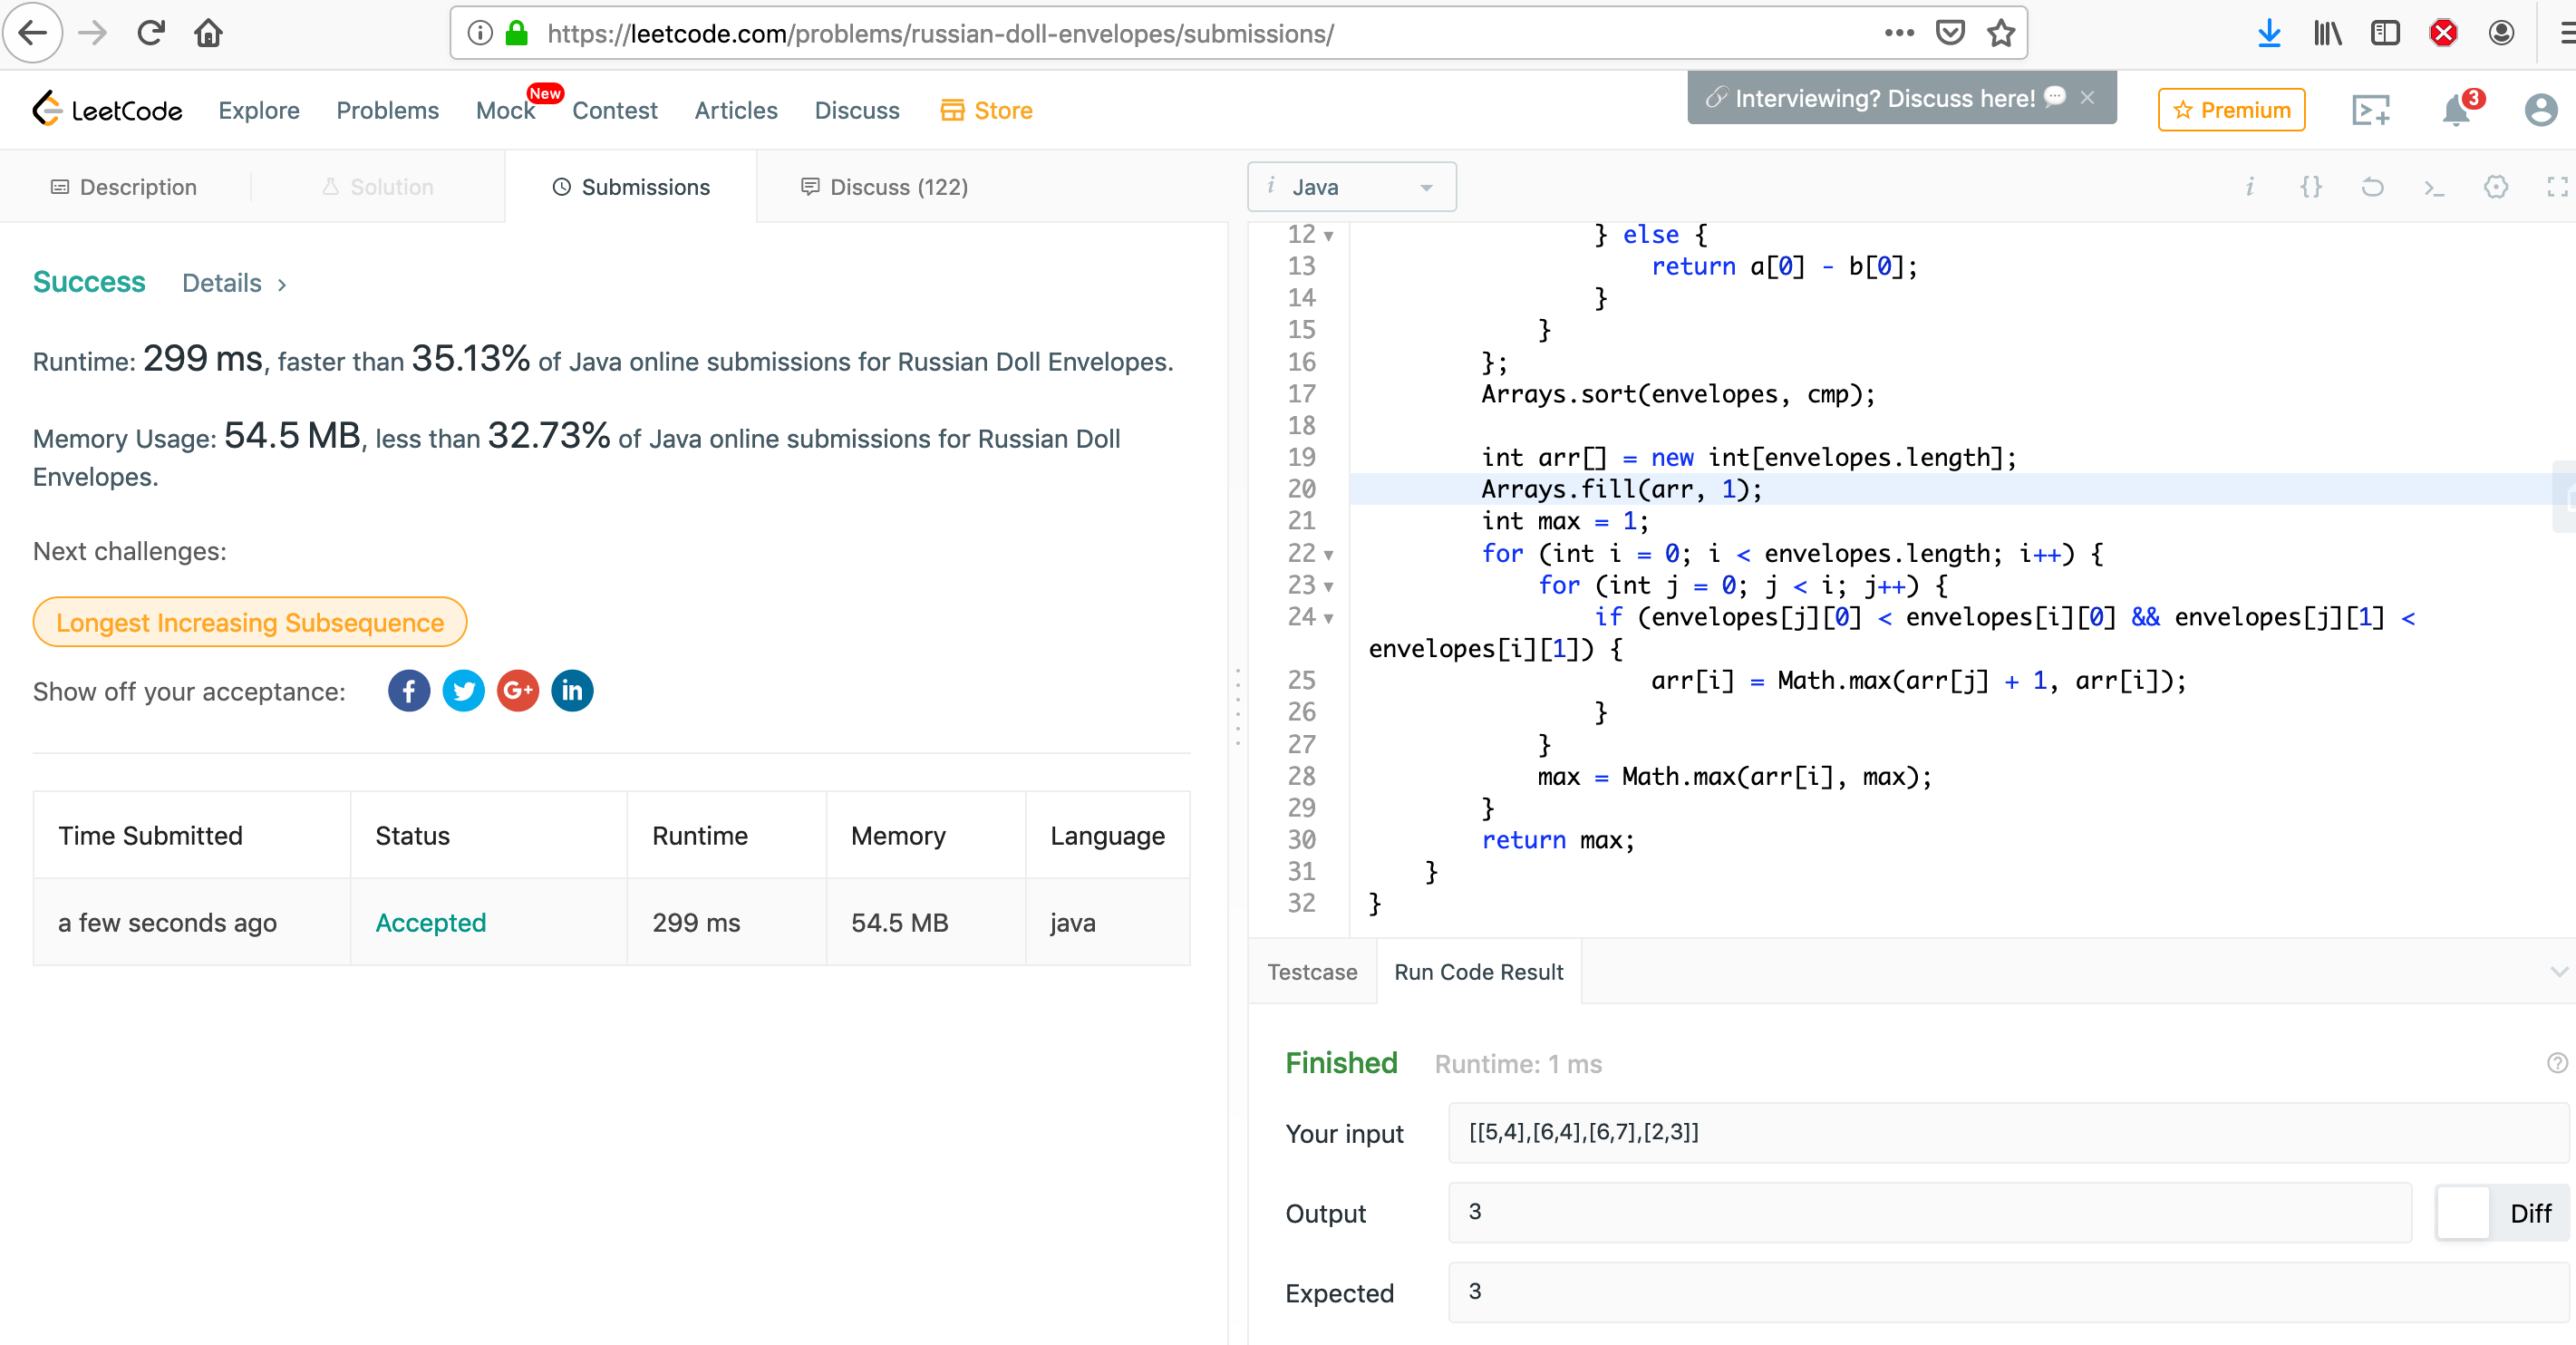 https://leetcode.com/problems/russian-doll-envelopes/submissions/
LeetCode Explore Problems Mock New Contest Articles Discuss Store
Interviewing? Discuss here!
Premium
3
Description
Solution
Submissions
Discuss (122)
i Java
Success Details >
Runtime: 299 ms, faster than 35.13% of Java online submissions for Russian Doll Envelopes.
Memory Usage: 54.5 MB, less than 32.73% of Java online submissions for Russian Doll
Envelopes.
Next challenges:
Longest Increasing Subsequence
Show off your acceptance:
Time Submitted Status Runtime Memory Language
a few seconds ago Accepted 299 ms 54.5 MB java
12 } else {
13 return a[0] - b[0];
14 }
15 }
16 };
17 Arrays.sort(envelopes, cmp);
18
19 int arr[] = new int[envelopes.length];
20 Arrays.fill(arr, 1);
21 int max = 1;
22 for (int i = 0; i < envelopes.length; i++) {
23 for (int j = 0; j < i; j++) {
24 if (envelopes[j][0] < envelopes[i][0] && envelopes[j][1] <
envelopes[i][1]) {
25 arr[i] = Math.max(arr[j] + 1, arr[i]);
26 }
27 }
28 max = Math.max(arr[i], max);
29 }
30 return max;
31 }
32 }
Testcase Run Code Result
Finished Runtime: 1 ms
Your input [[5,4],[6,4],[6,7],[2,3]]
Output 3 Diff
Expected 3